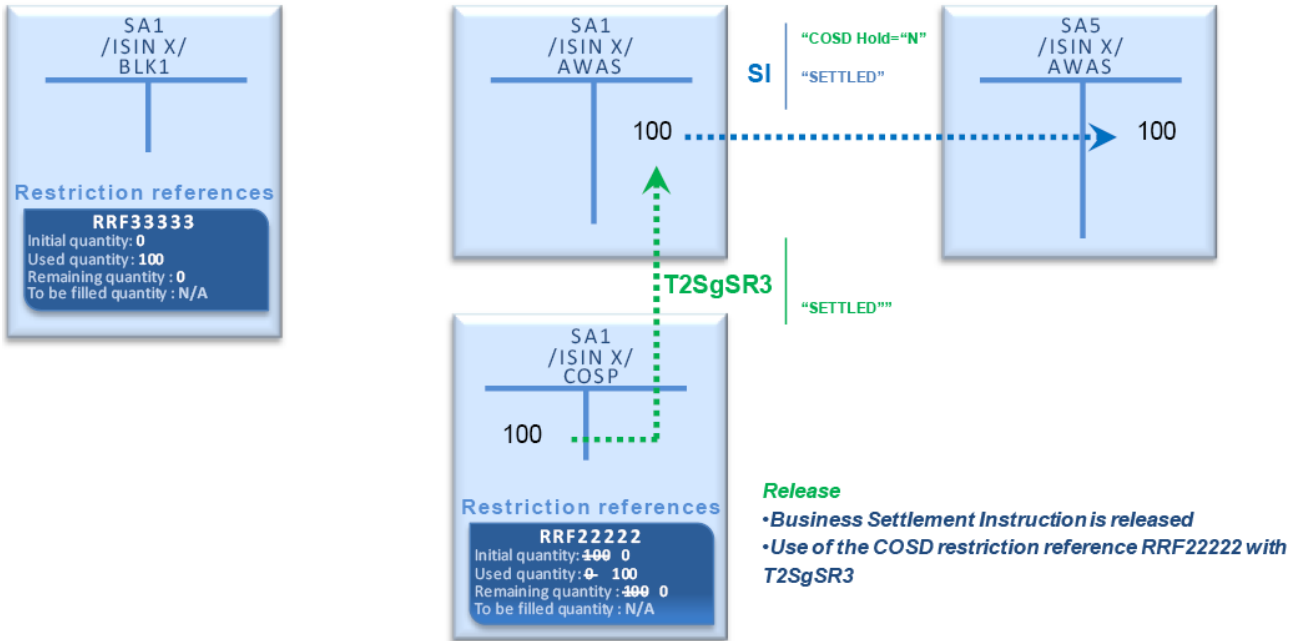 SA1
/ISIN X/
BLK1
Restriction references
RRF33333
Initial quantity: 0
Used quantity: 100
Remaining quantity : 0
To be filled quantity : N/A
SA1
/ISIN X/
AWAS
100
SI
“COSD Hold=“N”
“SETTLED”
SA5
/ISIN X/
AWAS
100
T2SgSR3
“SETTLED””
SA1
/ISIN X/
COSP
100
Restriction references
RRF22222
Initial quantity: 100 0
Used quantity: 0 100
Remaining quantity : 100 0
To be filled quantity : N/A
Release
•Business Settlement Instruction is released
•Use of the COSD restriction reference RRF22222 with
T2SgSR3